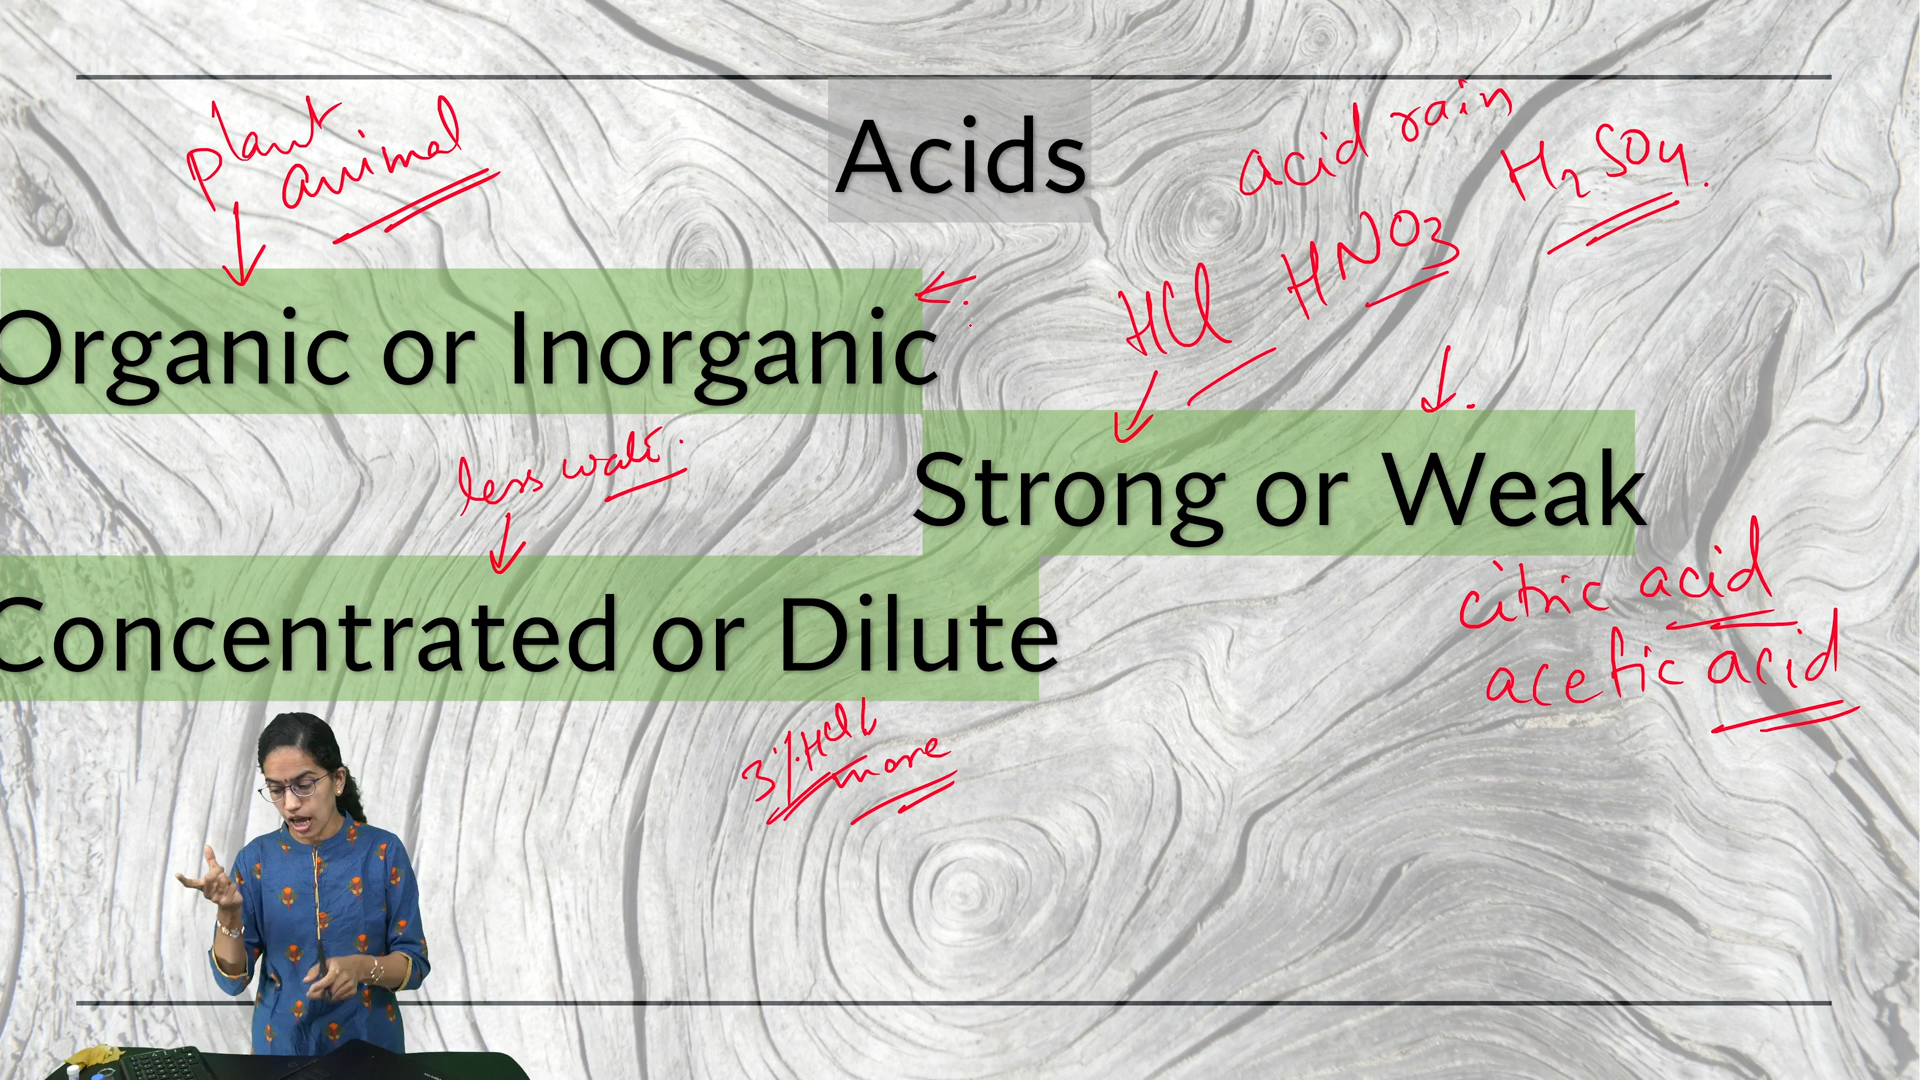 Acids
plant
animal
acid rain
H2SO4
HCl HNO3
Organic or Inorganic
Strong or Weak
less
Concentrated or Dilute
citric acid
acetic acid
3% HCl
more